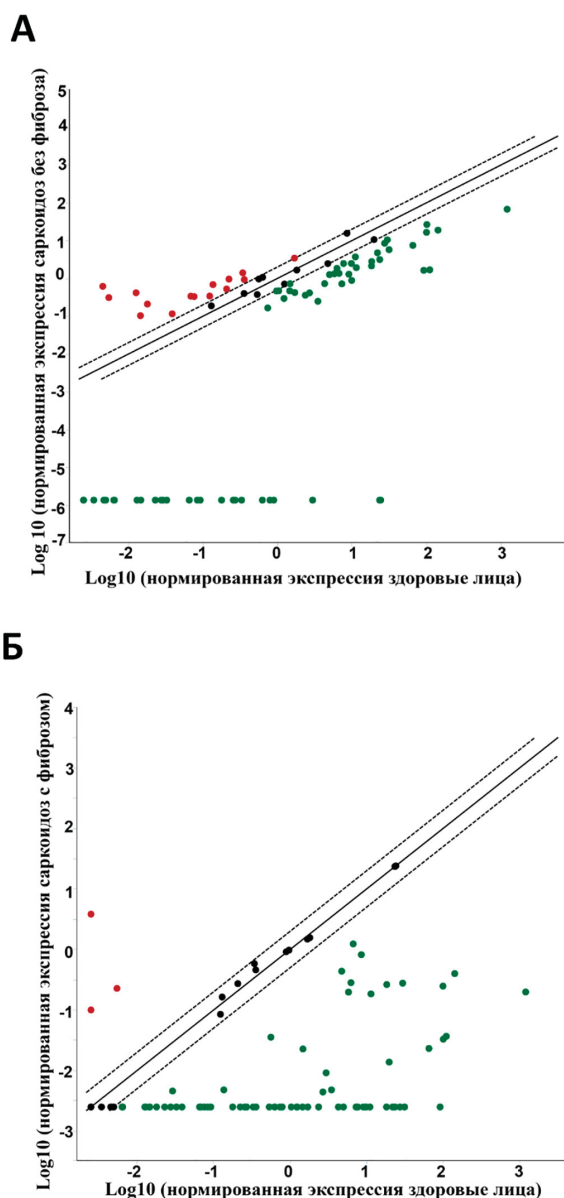 А
Log 10 (нормированная экспрессия саркоидоз без фиброза)
5
4
3
2
1
0
-1
-2
-3
-4
-5
-6
-7
-2 -1 0 1 2 3
Log10 (нормированная экспрессия здоровые лица)
Б
Log10 (нормированная экспрессия саркоидоз с фиброзом)
4
3
2
1
0
-1
-2
-3
-2 -1 0 1 2 3
Log10 (нормированная экспрессия здоровые лица)